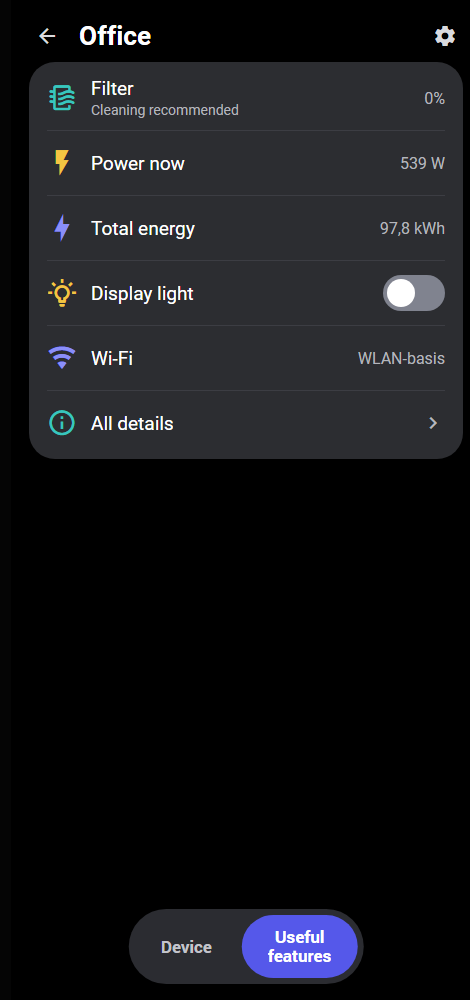 Office
Filter
Cleaning recommended
0%
Power now
539 W
Total energy
97,8 kWh
Display light
Wi-Fi
WLAN-basis
All details
Device
Useful
features